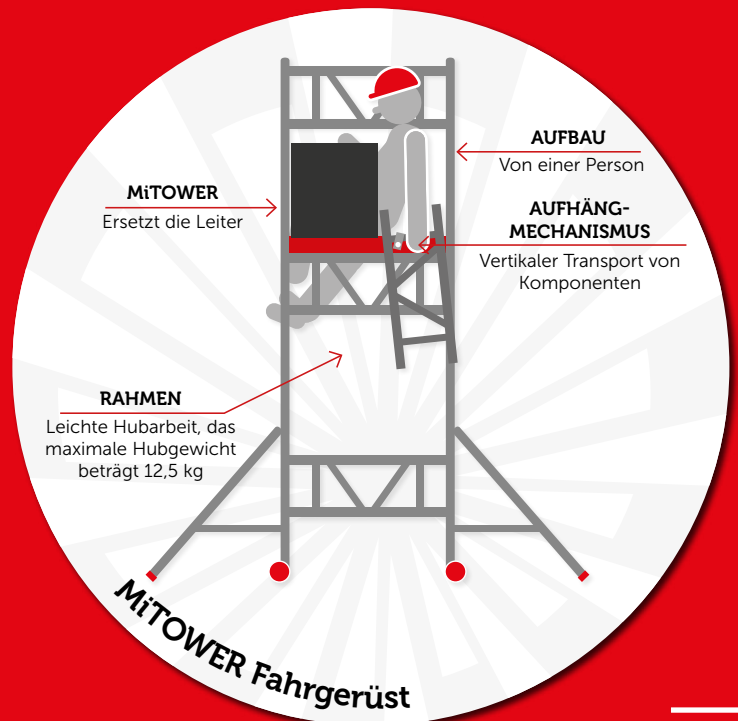 AUFBAU
Von einer Person
MiTOWER
Ersetzt die Leiter
AUFHÄNG-
MECHANISMUS
Vertikaler Transport von
Komponenten
RAHMEN
Leichte Hubarbeit, das
maximale Hubgewicht
beträgt 12,5 kg
MiTOWER Fahrgerüst